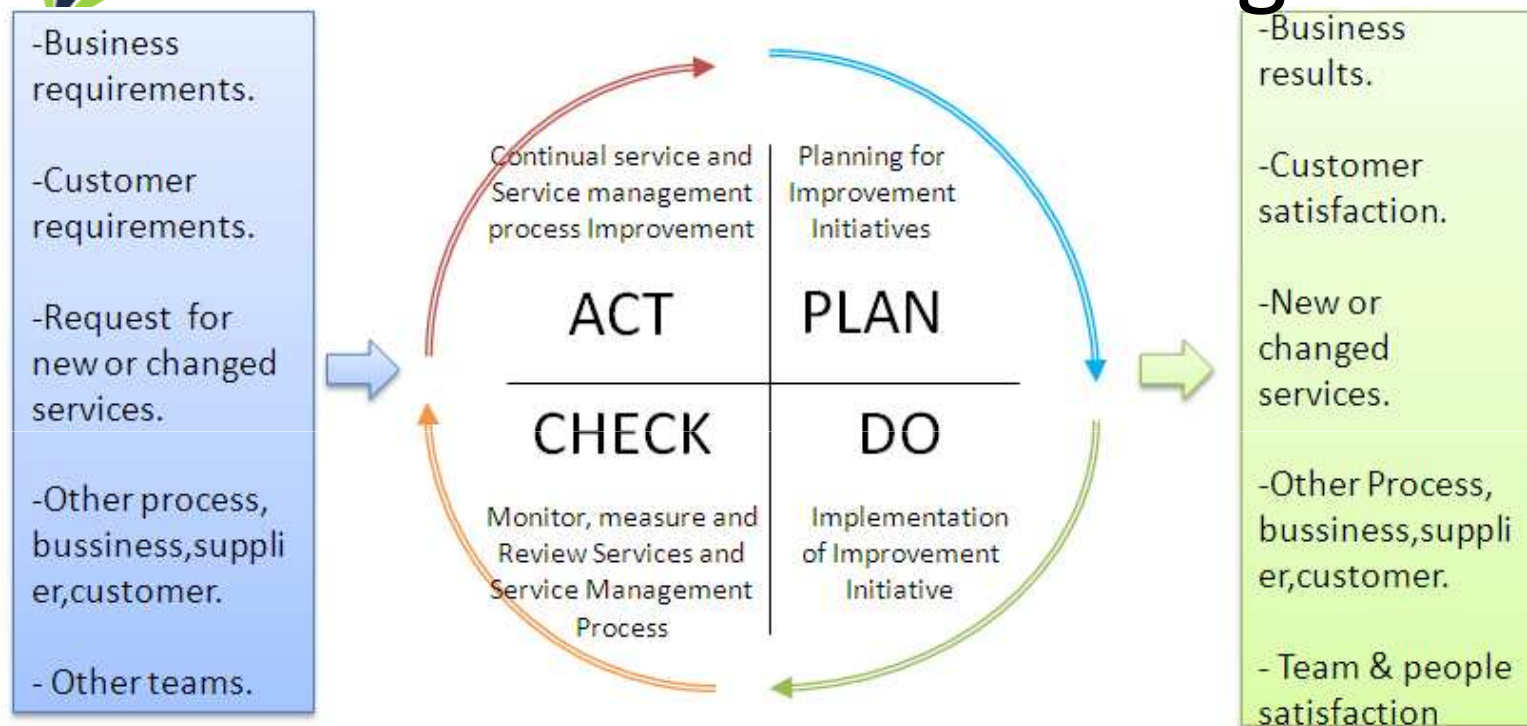 -Business
requirements.
-Customer
requirements.
-Request for
new or changed
services.
-Other process,
bussiness,suppli
er,customer.
- Other teams.
Continual service and
Service management
process Improvement
ACT
Planning for
Improvement
Initiatives
PLAN
CHECK
Monitor, measure and
Review Services and
Service Management
Process
DO
Implementation
of Improvement
Initiative
-Business
results.
-Customer
satisfaction.
-New or
changed
services.
-Other Process,
bussiness,suppli
er,customer.
- Team & people
satisfaction